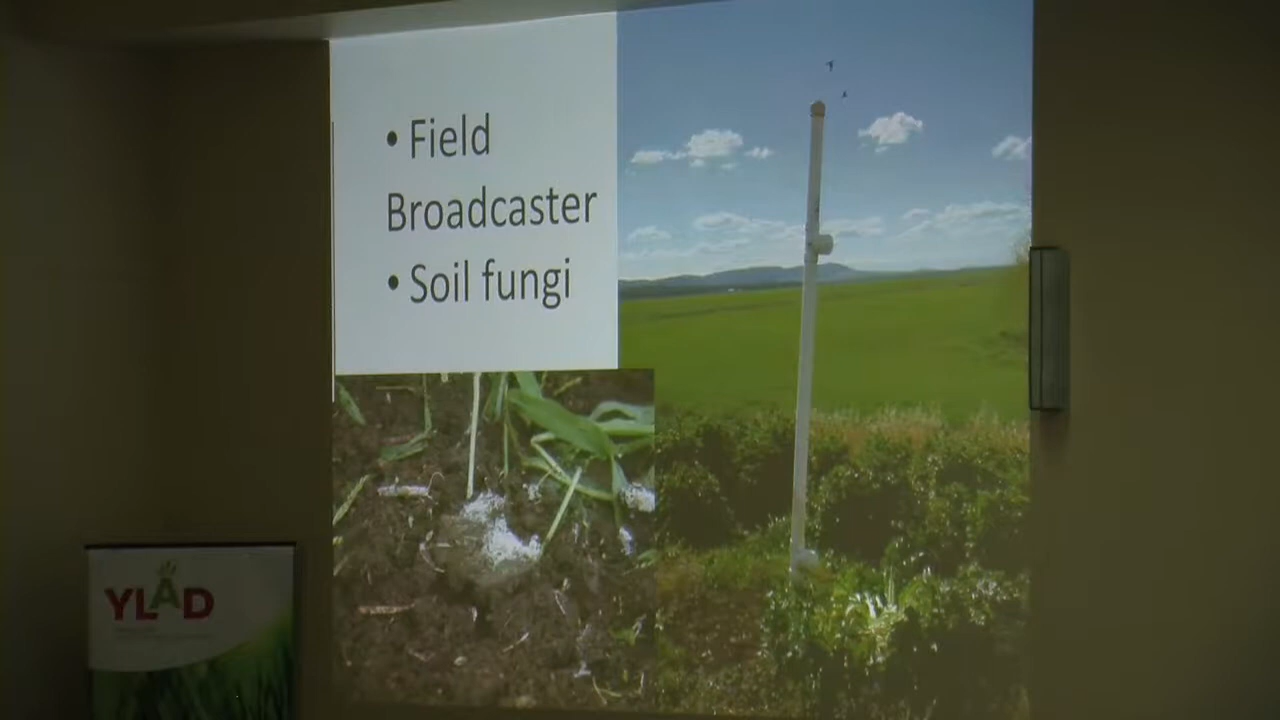 • Field
Broadcaster
• Soil fungi
YLAD